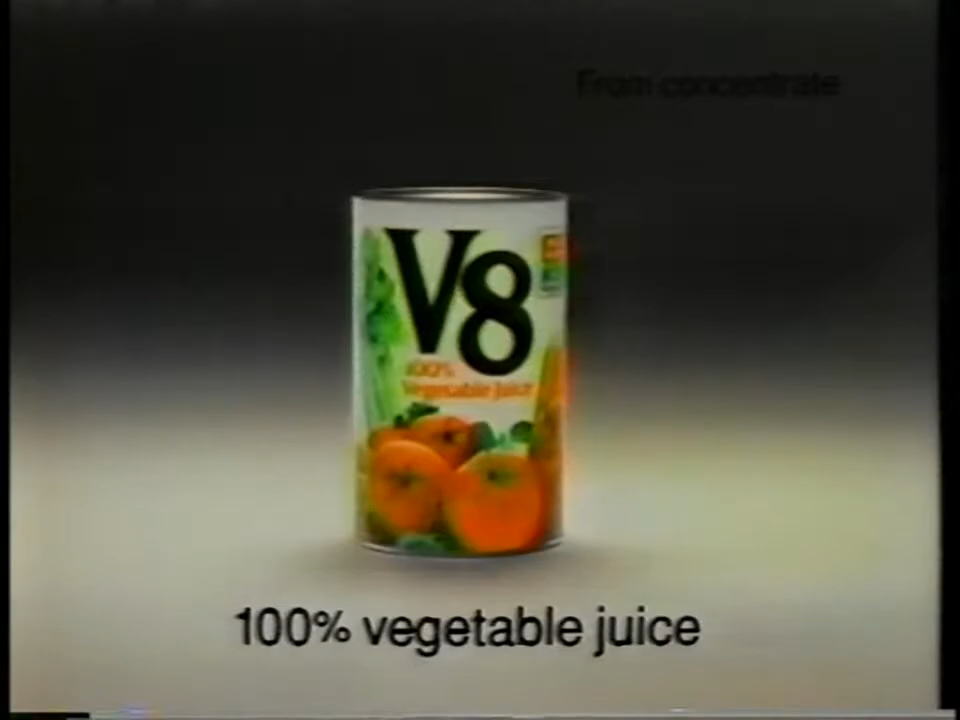 From concentrate
V8
100%
Vegetable Juice
100% vegetable juice